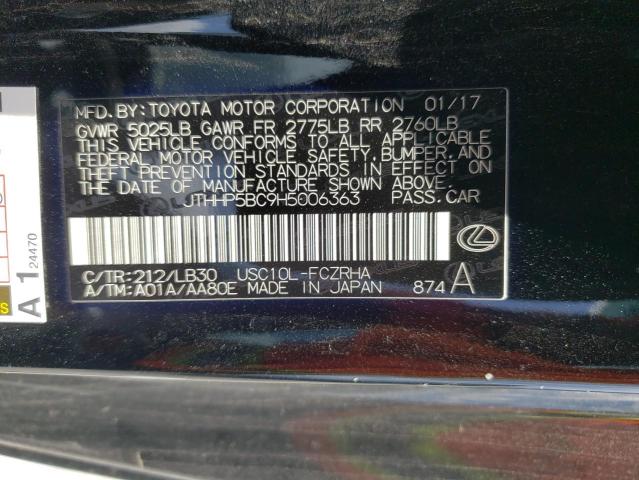 MFD. BY: TOYOTA MOTOR CORPORATION 01/17
GVWR 5025LB GAWR FR 2775LB RR 2760LB
THIS VEHICLE CONFORMS TO ALL APPLICABLE
FEDERAL MOTOR VEHICLE SAFETY, BUMPER, AND
THEFT PREVENTION STANDARDS IN EFFECT ON
THE DATE OF MANUFACTURE SHOWN ABOVE.
JTHHP5BC9H5006363 PASS. CAR
C/TR: 212/LB30 USC10L-FCZRHA
A/TM: A01A/AA80E MADE IN JAPAN 874 A
A 1 24470